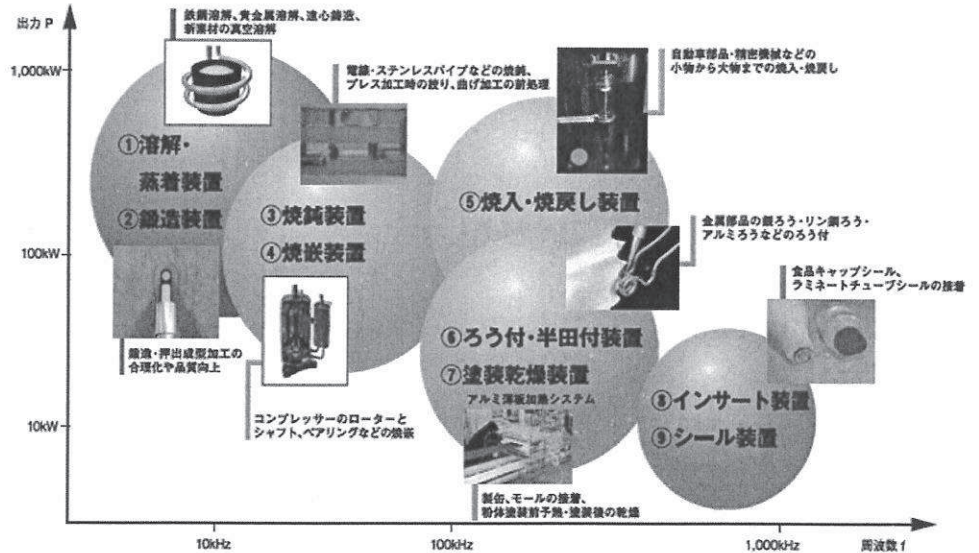 出力 P
1,000kW
100kW
10kW
鉄鋼溶解、貴金属溶解、遠心鋳造、
新素材の真空溶解
①溶解・
蒸着装置
②鍛造装置
鍛造・押出成型加工の
合理化や品質向上
電線・ステンレスパイプなどの焼鈍、
プレス加工時の絞り、曲げ加工の前処理
③焼鈍装置
④焼嵌装置
コンプレッサーのローターと
シャフト、ベアリングなどの焼嵌
自動車部品・精密機械などの
小物から大物までの焼入・焼戻し
⑤焼入・焼戻し装置
金属部品の銀ろう・リン銅ろう・
アルミろうなどのろう付
⑥ろう付・半田付装置
⑦塗装乾燥装置
アルミ薄板加熱システム
製缶、モールの接着、
粉体塗装前予熱・塗装後の乾燥
食品キャップシール、
ラミネートチューブシールの接着
⑧インサート装置
⑨シール装置
10kHz
100kHz
1,000kHz
周波数 f